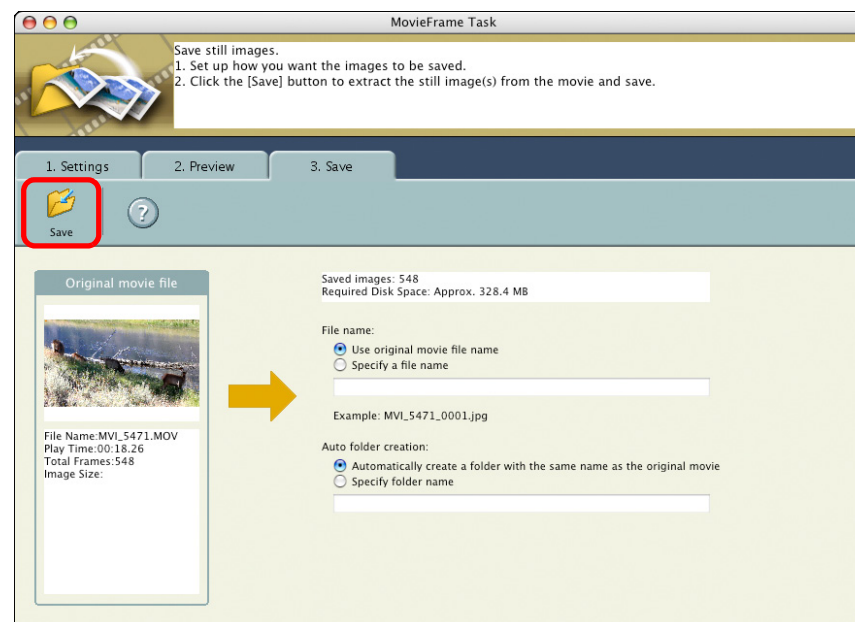 MovieFrame Task
Save still images.
1. Set up how you want the images to be saved.
2. Click the [Save] button to extract the still image(s) from the movie and save.
1. Settings
2. Preview
3. Save
Save
?
Original movie file
File Name:MVI_5471.MOV
Play Time:00:18.26
Total Frames:548
Image Size:
Saved images: 548
Required Disk Space: Approx. 328.4 MB
File name:
Use original movie file name
Specify a file name
Example: MVI_5471_0001.jpg
Auto folder creation:
Automatically create a folder with the same name as the original movie
Specify folder name